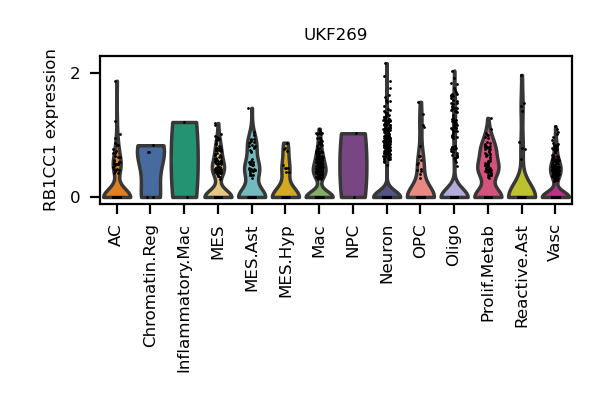 UKF269
RB1CC1 expression
2
0
AC
Chromatin.Reg
Inflammatory.Mac
MES
MES.Ast
MES.Hyp
Mac
NPC
Neuron
OPC
Oligo
Prolif.Metab
Reactive.Ast
Vasc